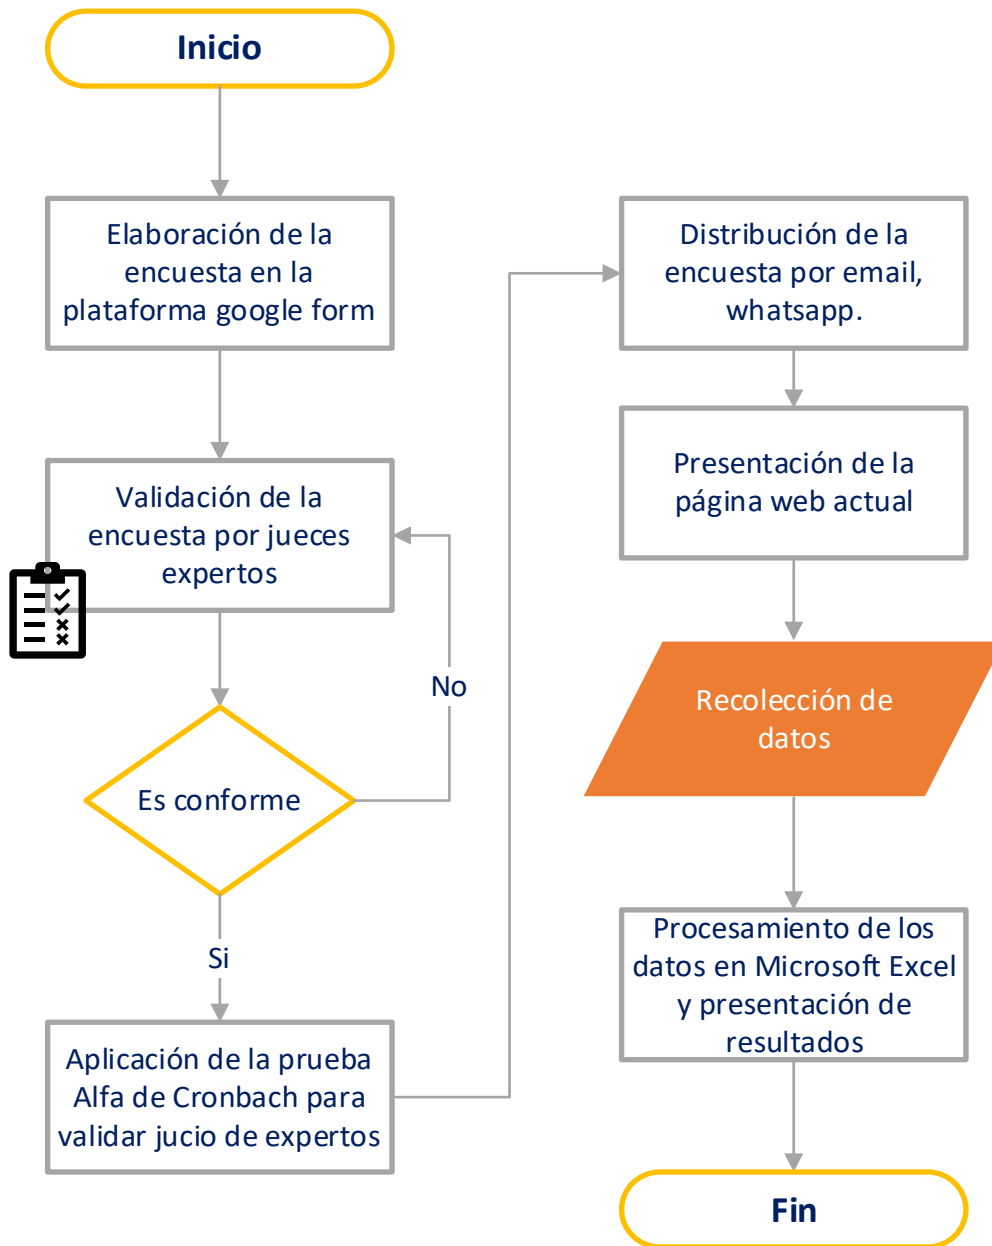 Inicio
Elaboración de la
encuesta en la
plataforma google form
Validación de la
encuesta por jueces
expertos
No
Es conforme
Si
Aplicación de la prueba
Alfa de Cronbach para
validar jucio de expertos
Distribución de la
encuesta por email,
whatsapp.
Presentación de la
página web actual
Recolección de
datos
Procesamiento de los
datos en Microsoft Excel
y presentación de
resultados
Fin